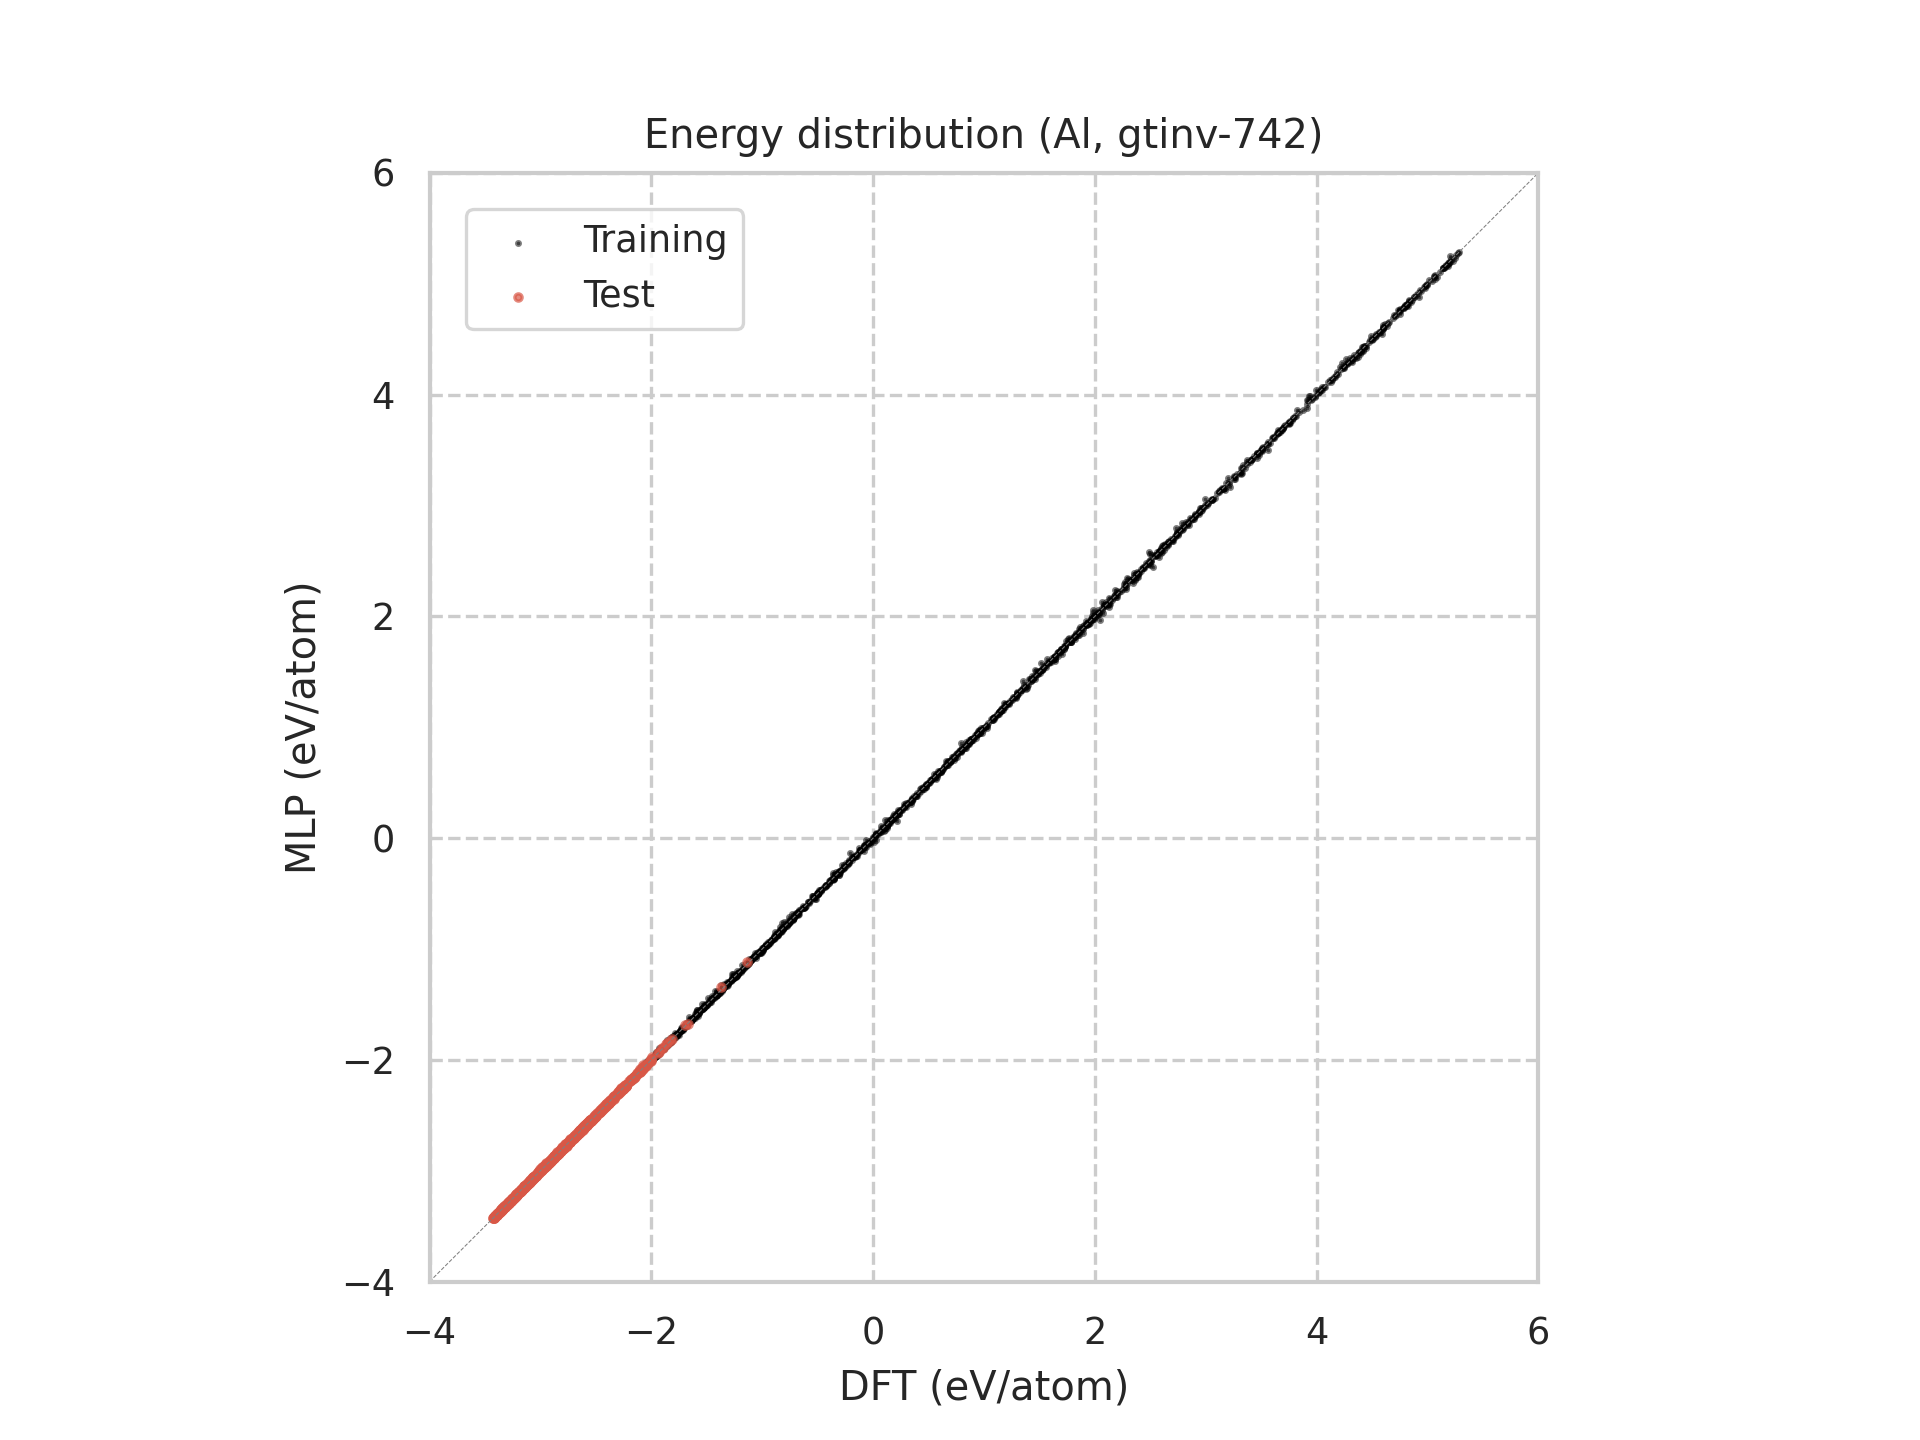 Energy distribution (Al, gtinv-742)
6
4
2
0
−2
−4
Training
Test
MLP (eV/atom)
−4
−2
0
2
4
6
DFT (eV/atom)